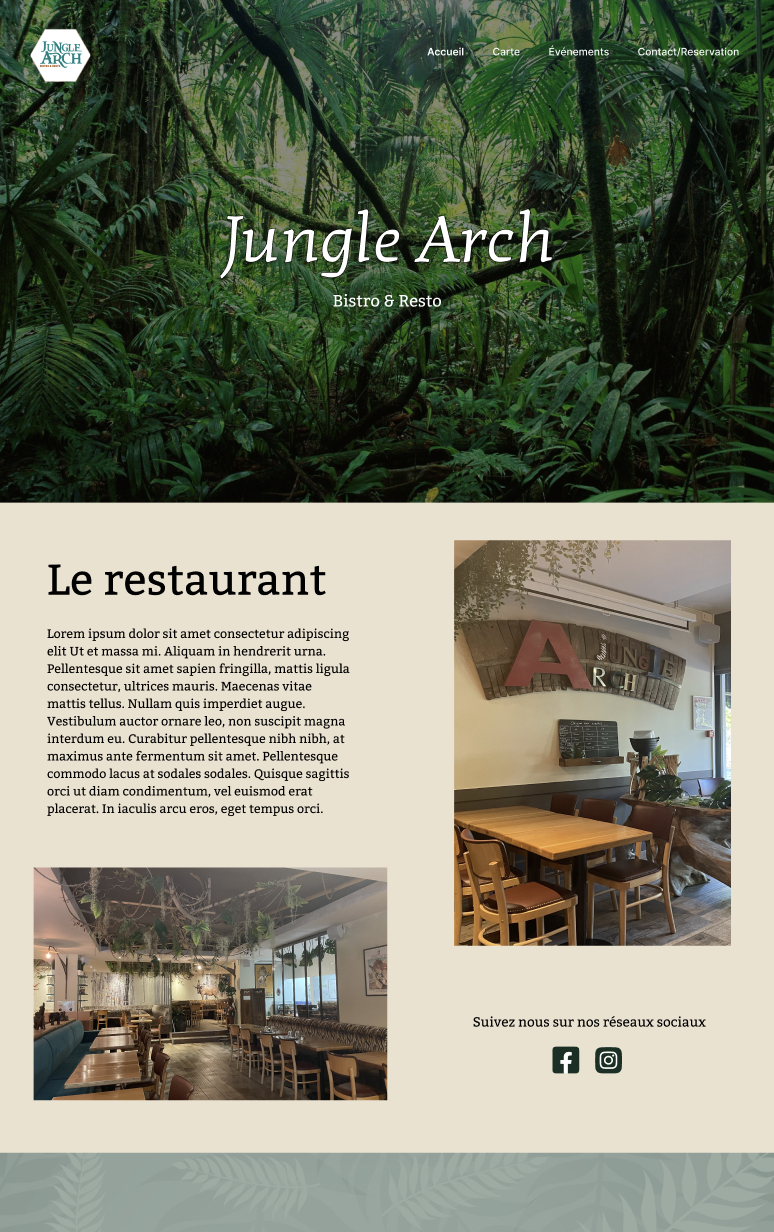 JUNGLE
ARCH
Accueil
Carte
Événements
Contact/Reservation
Jungle Arch
Bistro & Resto
Le restaurant
Lorem ipsum dolor sit amet consectetur adipiscing
elit Ut et massa mi. Aliquam in hendrerit urna.
Pellentesque sit amet sapien fringilla, mattis ligula
consectetur, ultrices mauris. Maecenas vitae
mattis tellus. Nullam quis imperdiet augue.
Vestibulum auctor ornare leo, non suscipit magna
interdum eu. Curabitur pellentesque nibh nibh, at
maximus ante fermentum sit amet. Pellentesque
commodo lacus at sodales sodales. Quisque sagittis
orci ut diam condimentum, vel euismod erat
placerat. In iaculis arcu eros, eget tempus orci.
JUNGLE
ARCH
Suivez nous sur nos réseaux sociaux